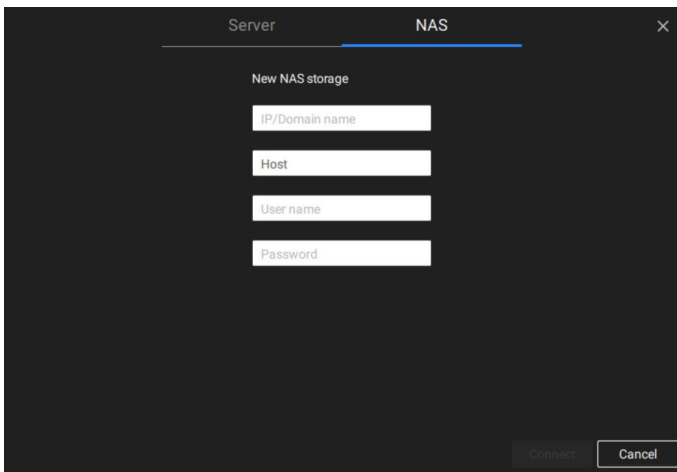 Server NAS
New NAS storage
IP/Domain name
Host
User name
Password
Connect Cancel